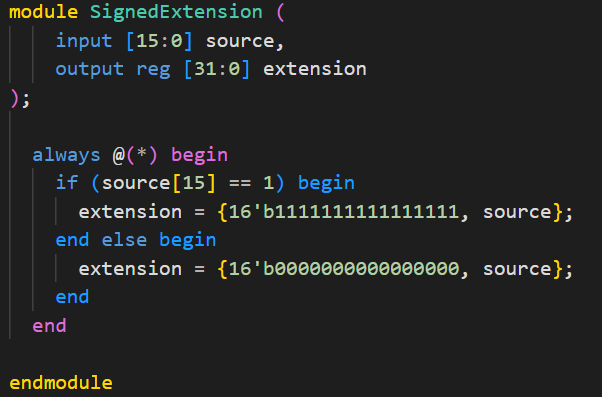 module SignedExtension (
    input [15:0] source,
    output reg [31:0] extension
);
  always @(*) begin
    if (source[15] == 1) begin
      extension = {16'b1111111111111111, source};
    end else begin
      extension = {16'b0000000000000000, source};
    end
  end
endmodule